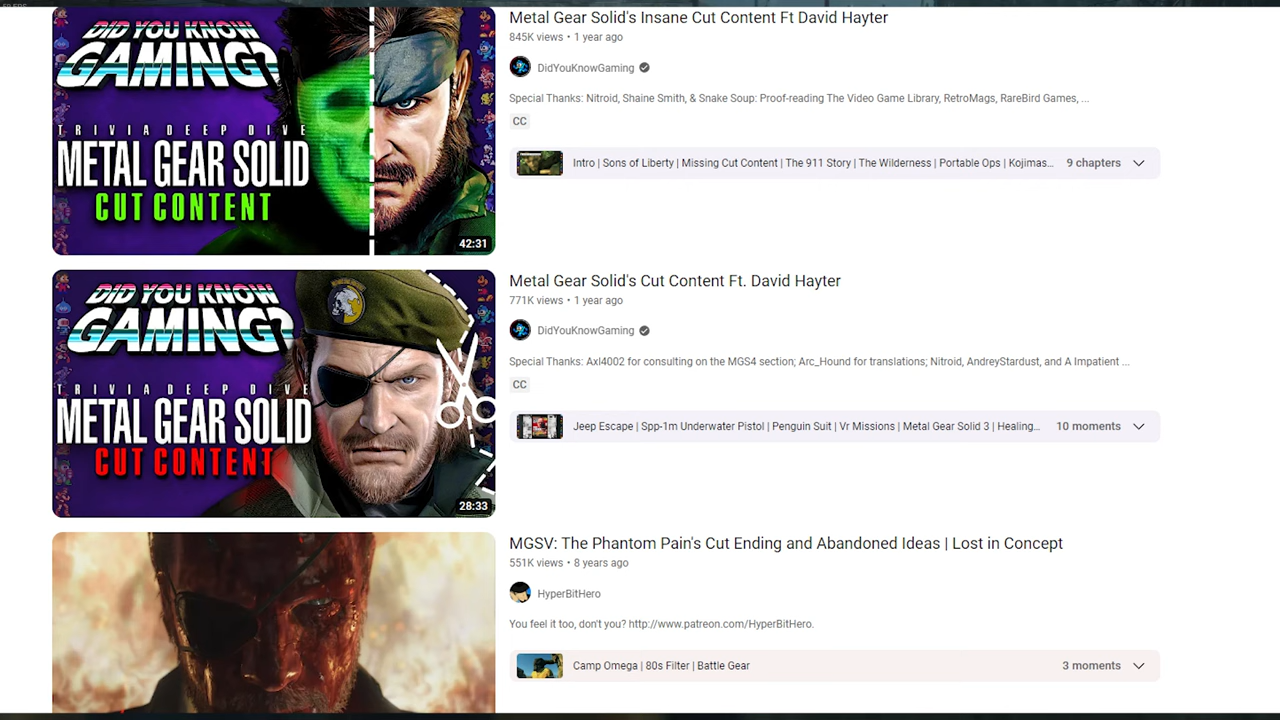 Metal Gear Solid's Insane Cut Content Ft David Hayter
845K views • 1 year ago
DidYouKnowGaming
Special Thanks: Nitroid, Shaine Smith, & Snake Soup: Proof-reading The Video Game Library, RetroMags, RareBird Games, ...
CC
Intro | Sons of Liberty | Missing Cut Content | The 911 Story | The Wilderness | Portable Ops | Kojimas... 9 chapters
DID YOU KNOW
GAMING?
TRIVIA DEEP DIVE
METAL GEAR SOLID
CUT CONTENT
42:31
Metal Gear Solid's Cut Content Ft. David Hayter
771K views • 1 year ago
DidYouKnowGaming
Special Thanks: Axl4002 for consulting on the MGS4 section; Arc_Hound for translations; Nitroid, AndreyStardust, and A Impatient ...
CC
Jeep Escape | Spp-1m Underwater Pistol | Penguin Suit | Vr Missions | Metal Gear Solid 3 | Healing... 10 moments
DID YOU KNOW
GAMING?
TRIVIA DEEP DIVE
METAL GEAR SOLID
CUT CONTENT
28:33
MGSV: The Phantom Pain's Cut Ending and Abandoned Ideas | Lost in Concept
551K views • 8 years ago
HyperBitHero
You feel it too, don't you? http://www.patreon.com/HyperBitHero.
Camp Omega | 80s Filter | Battle Gear 3 moments